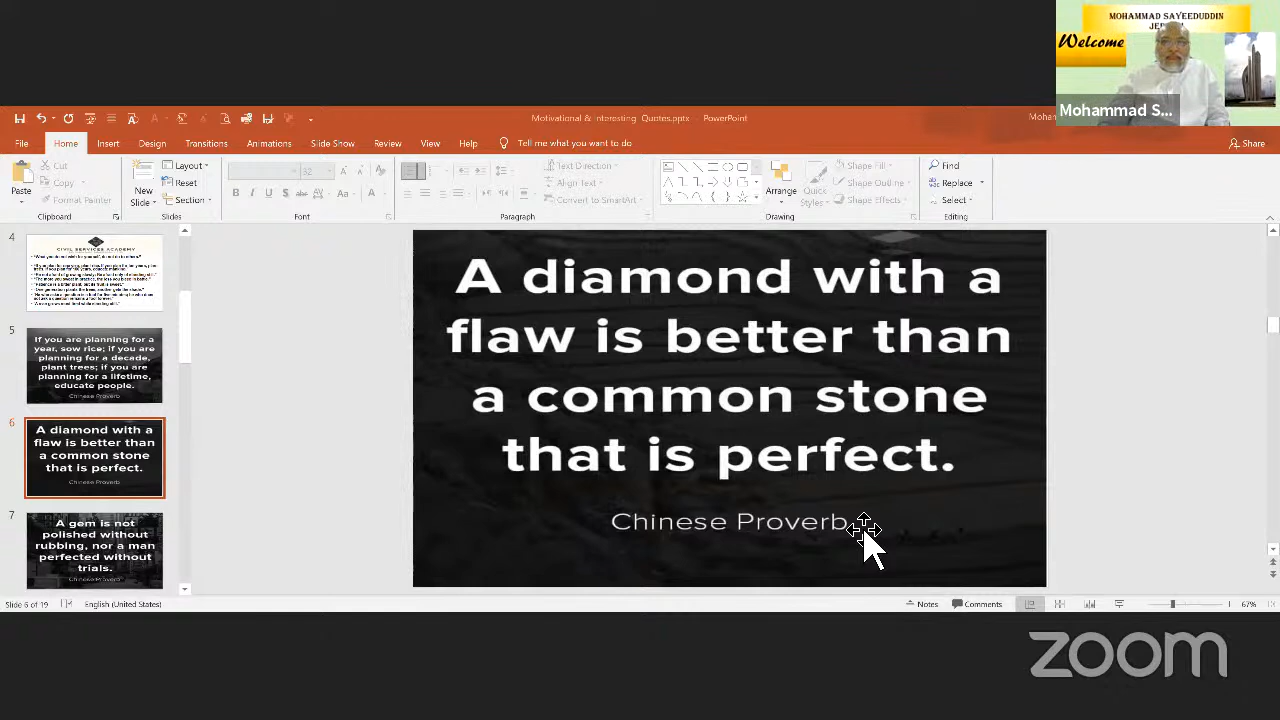 MOHAMMAD SAYEEDUDDIN
Welcome
Mohammad S...
Motivational & Interesting Quotes.pptx - PowerPoint
File Home Insert Design Transitions Animations Slide Show Review View Help Tell me what you want to do
Share
Paste
Cut
Copy
Format Painter
Clipboard
New
Slide
Layout
Reset
Section
Slides
Font
Text Direction
Align Text
Convert to SmartArt
Paragraph
Arrange
Quick
Styles
Shape Fill
Shape Outline
Shape Effects
Drawing
Find
Replace
Select
Editing
4
CIVIL SERVICES ACADEMY
5
If you are planning for a
year, sow rice; if you are
planning for a decade,
plant trees; if you are
planning for a lifetime,
educate people.
Chinese Proverb
6
A diamond with a
flaw is better than
a common stone
that is perfect.
Chinese Proverb
7
A gem is not
polished without
rubbing, nor a man
perfected without
trials.
Chinese Proverb
A diamond with a
flaw is better than
a common stone
that is perfect.
Chinese Proverb
Slide 6 of 19 English (United States)
Notes Comments 67%
zoom